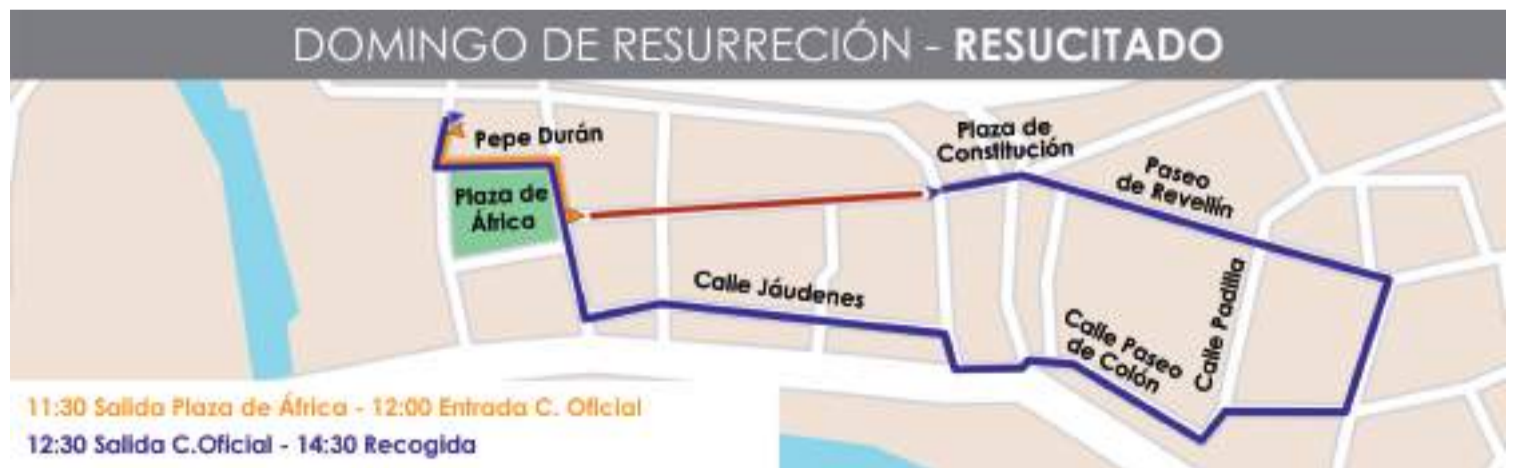 DOMINGO DE RESURRECIÓN - RESUCITADO
Pepe Durán
Plaza de
África
Plaza de
Constitución
Paseo
de Revellín
Calle Jáudenes
Calle Paseo
de Colón
Calle Padilla
11:30 Salida Plaza de África - 12:00 Entrada C. Oficial
12:30 Salida C.Oficial - 14:30 Recogida